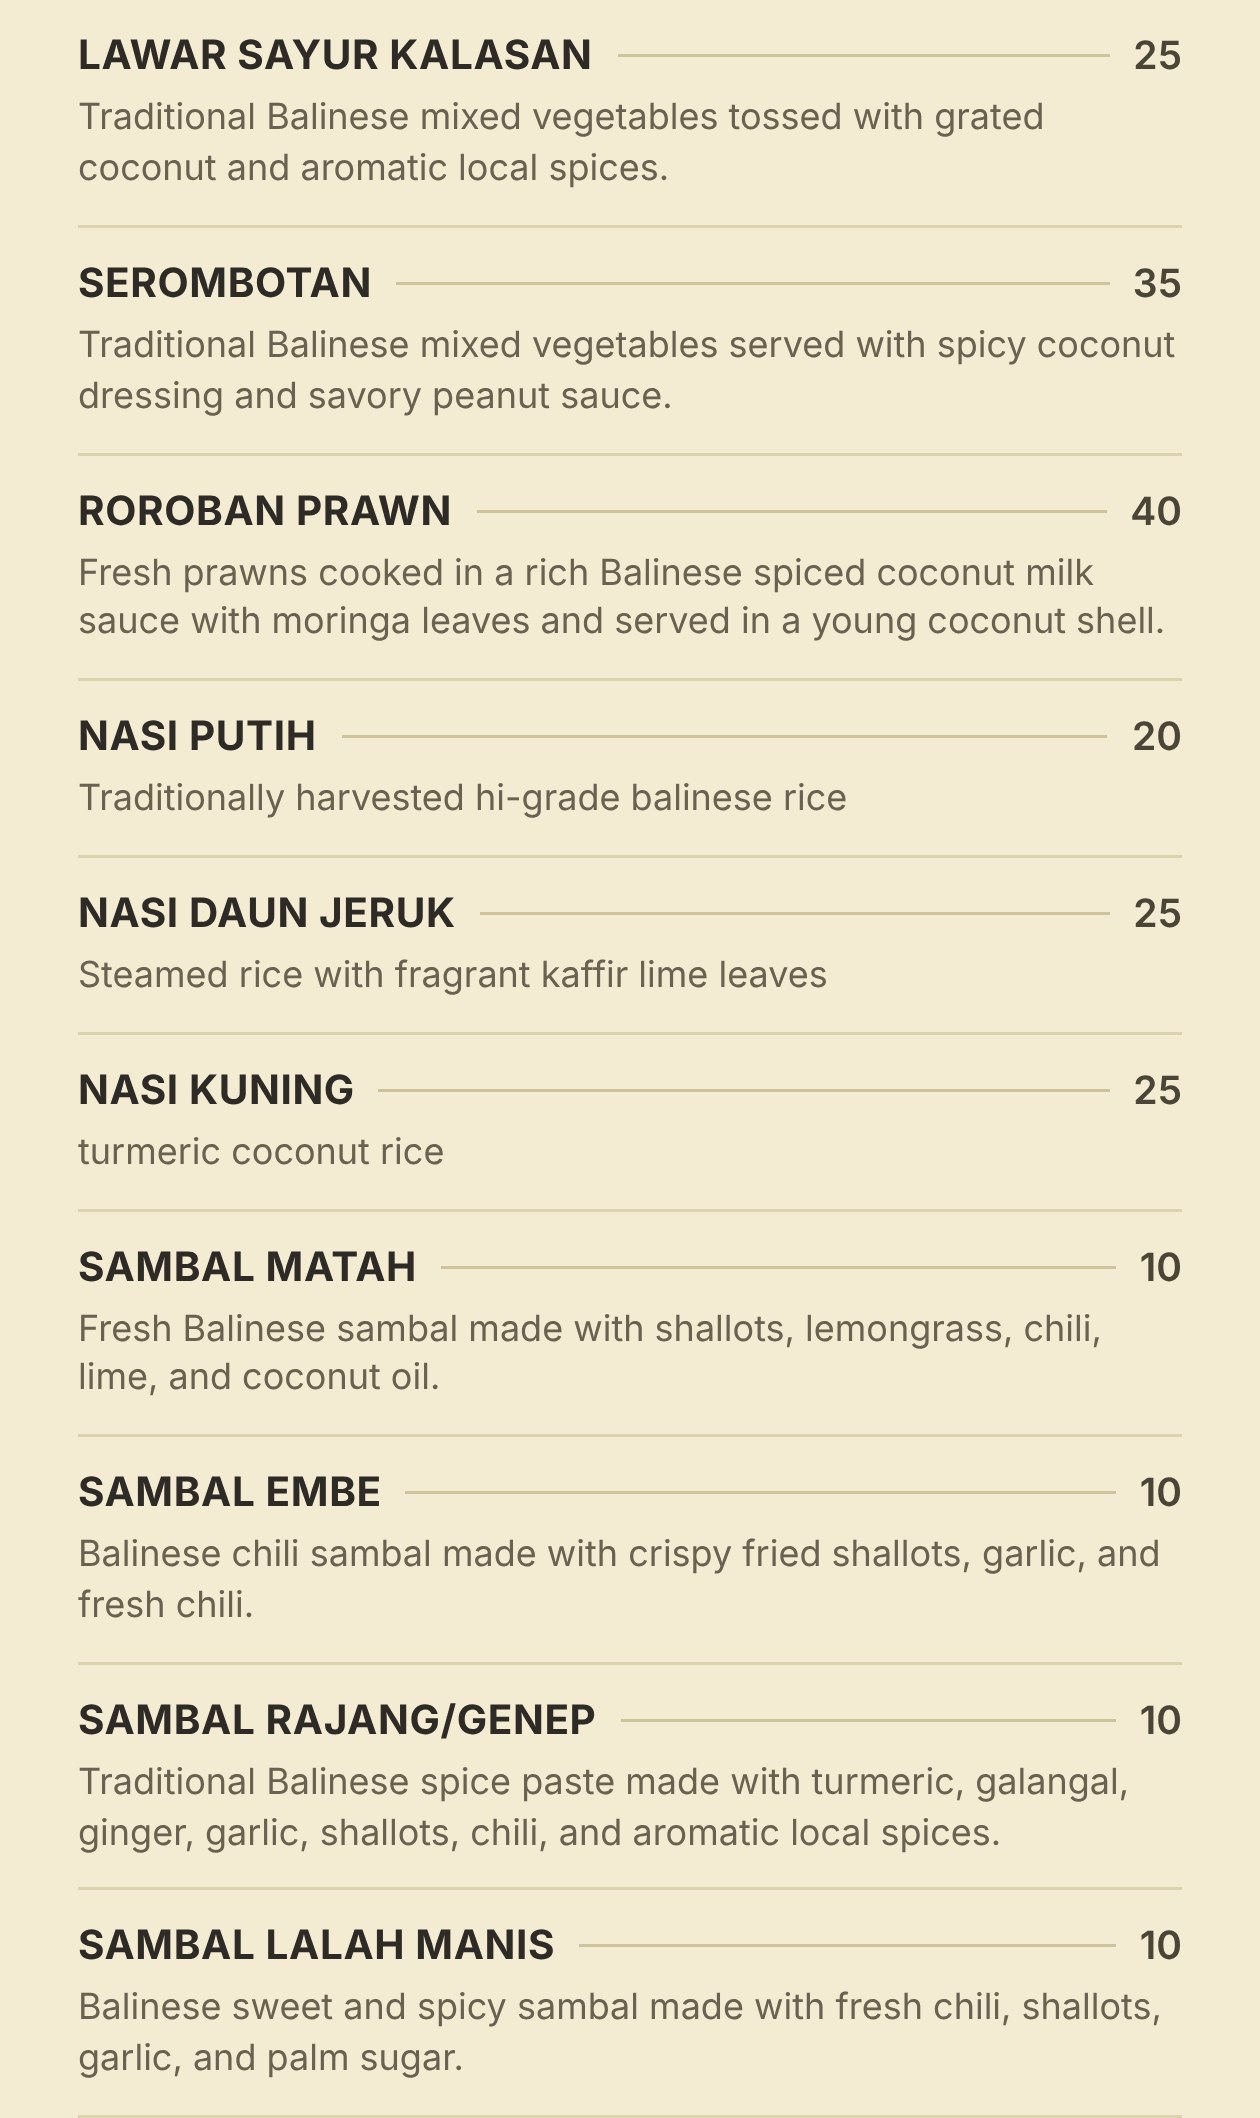 LAWAR SAYUR KALASAN 25
Traditional Balinese mixed vegetables tossed with grated
coconut and aromatic local spices.
SEROMBOTAN 35
Traditional Balinese mixed vegetables served with spicy coconut
dressing and savory peanut sauce.
ROROBAN PRAWN 40
Fresh prawns cooked in a rich Balinese spiced coconut milk
sauce with moringa leaves and served in a young coconut shell.
NASI PUTIH 20
Traditionally harvested hi-grade balinese rice
NASI DAUN JERUK 25
Steamed rice with fragrant kaffir lime leaves
NASI KUNING 25
turmeric coconut rice
SAMBAL MATAH 10
Fresh Balinese sambal made with shallots, lemongrass, chili,
lime, and coconut oil.
SAMBAL EMBE 10
Balinese chili sambal made with crispy fried shallots, garlic, and
fresh chili.
SAMBAL RAJANG/GENEP 10
Traditional Balinese spice paste made with turmeric, galangal,
ginger, garlic, shallots, chili, and aromatic local spices.
SAMBAL LALAH MANIS 10
Balinese sweet and spicy sambal made with fresh chili, shallots,
garlic, and palm sugar.